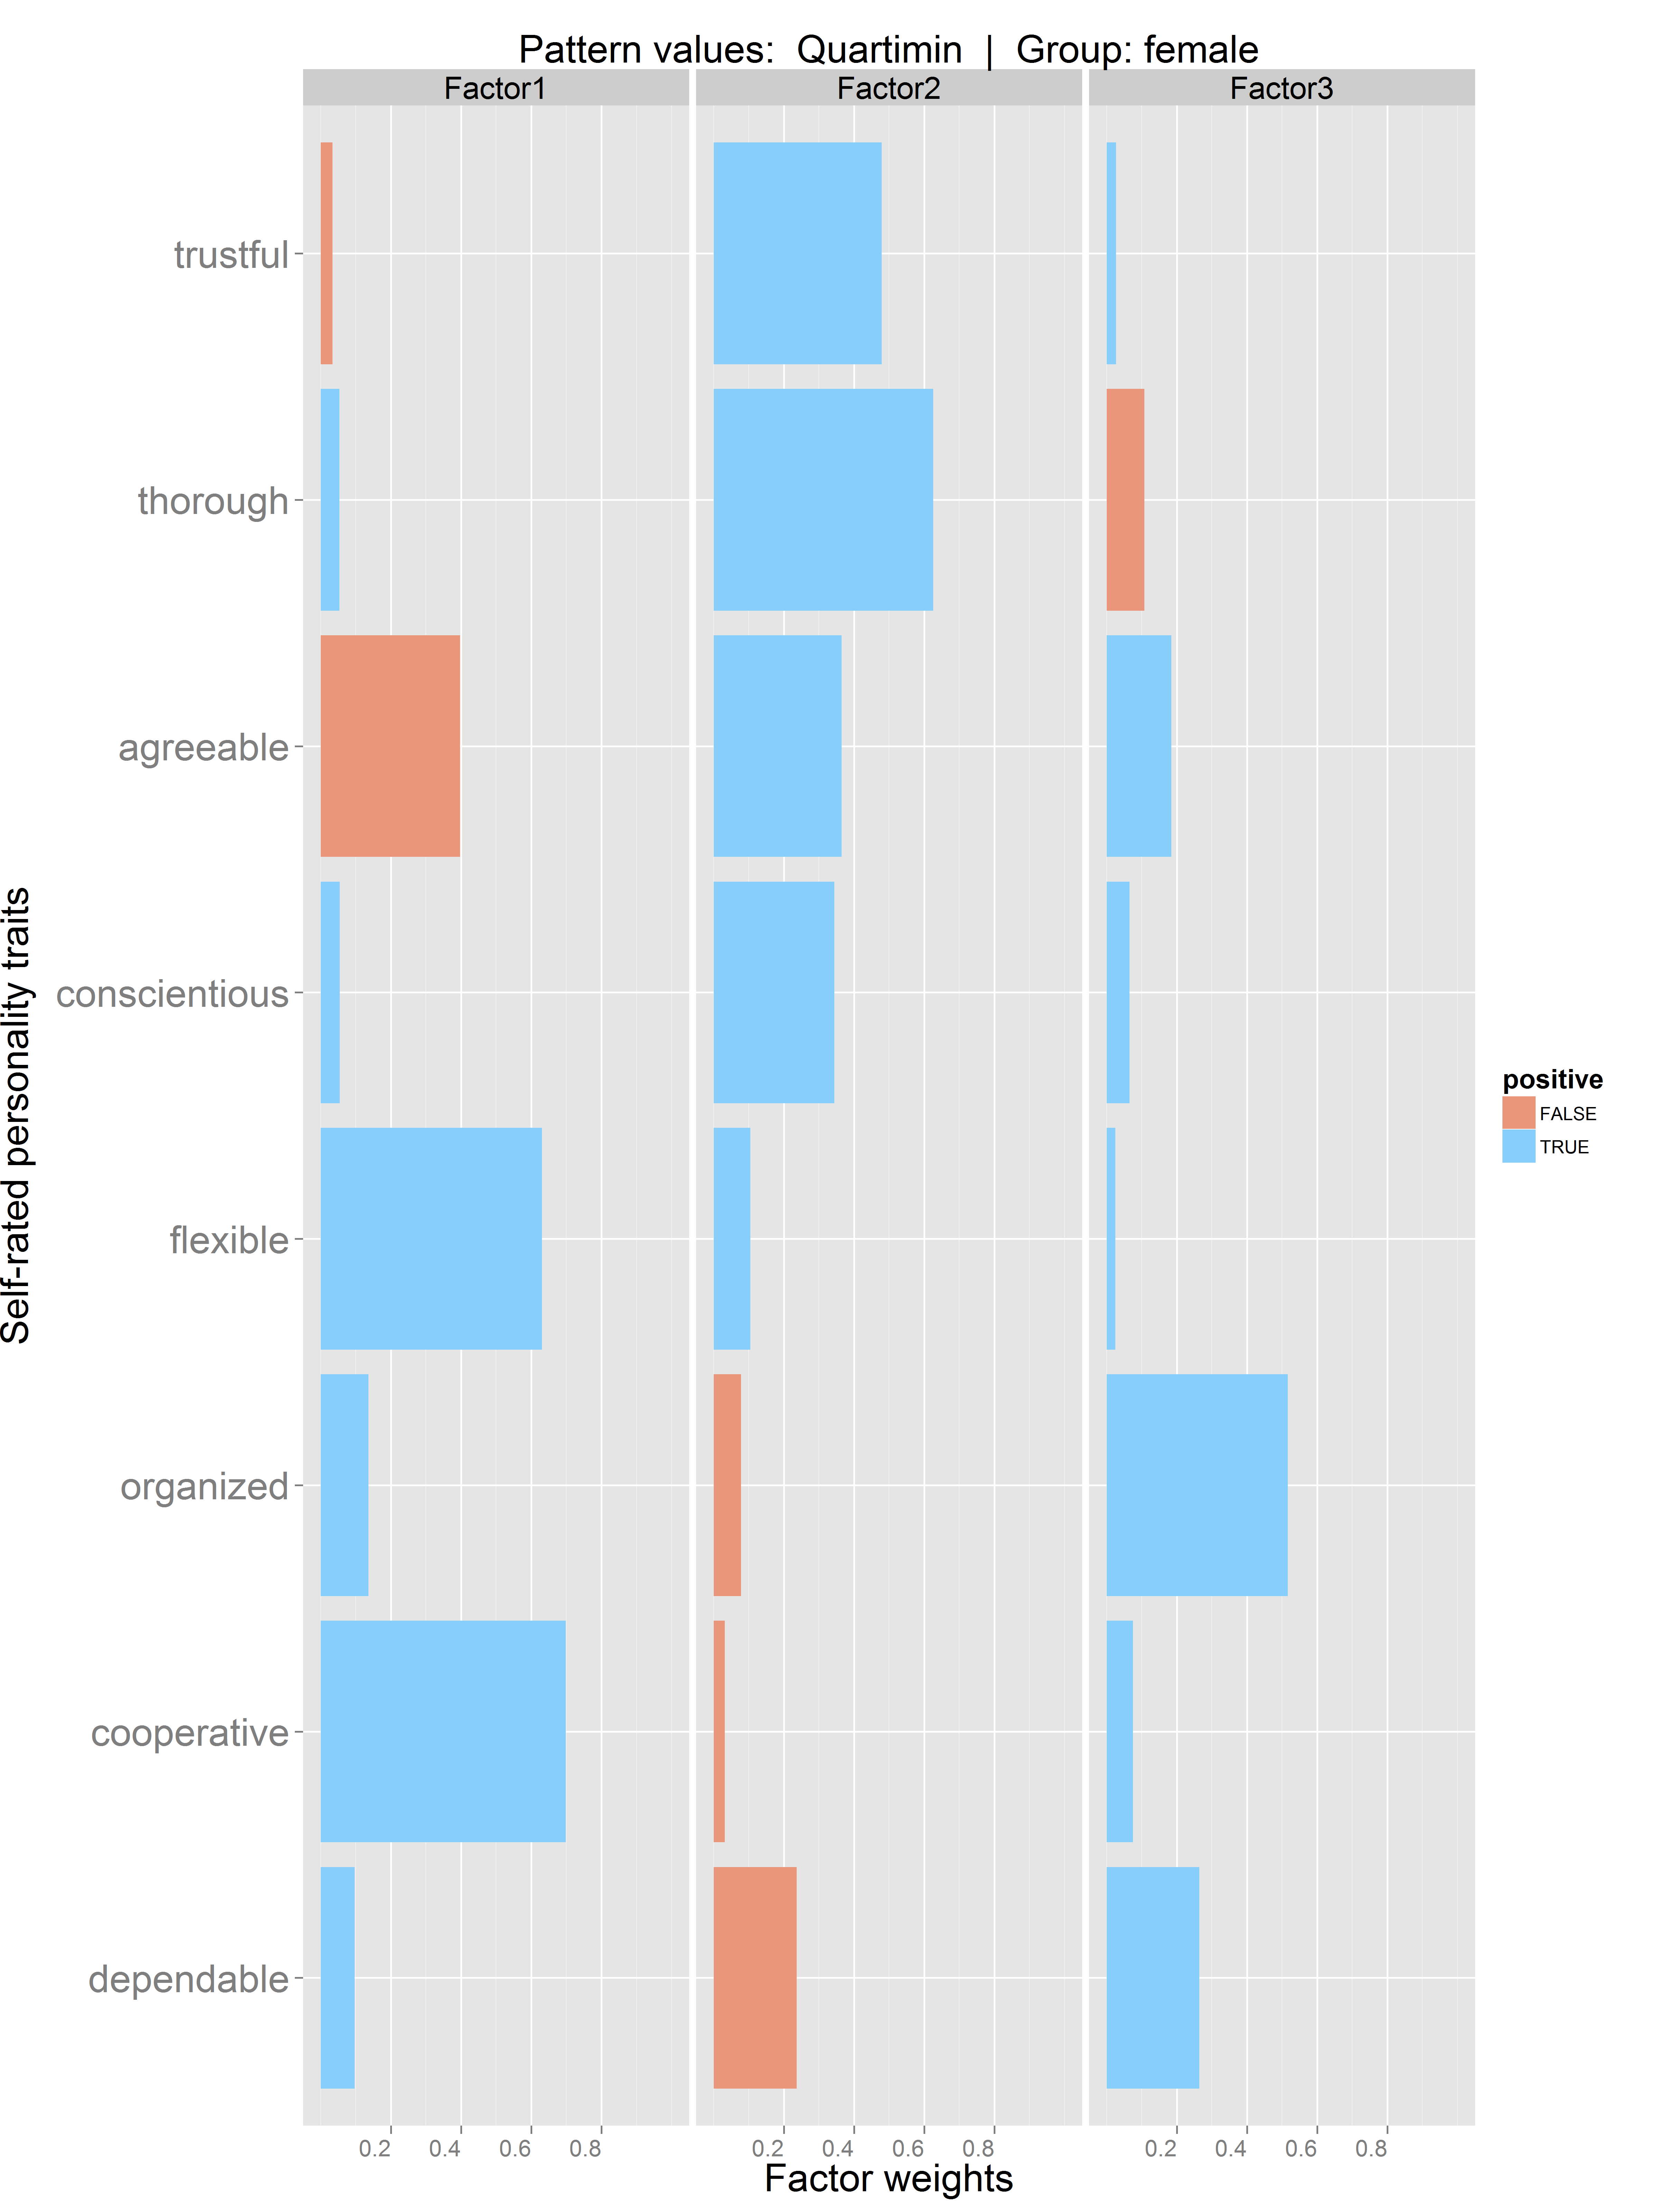 Pattern values:  Quartimin  |  Group: female
Factor1 Factor2 Factor3
trustful
thorough
agreeable
conscientious
flexible
organized
cooperative
dependable
Self-rated personality traits
positive
FALSE
TRUE
0.2 0.4 0.6 0.8 0.2 0.4 0.6 0.8 0.2 0.4 0.6 0.8
Factor weights